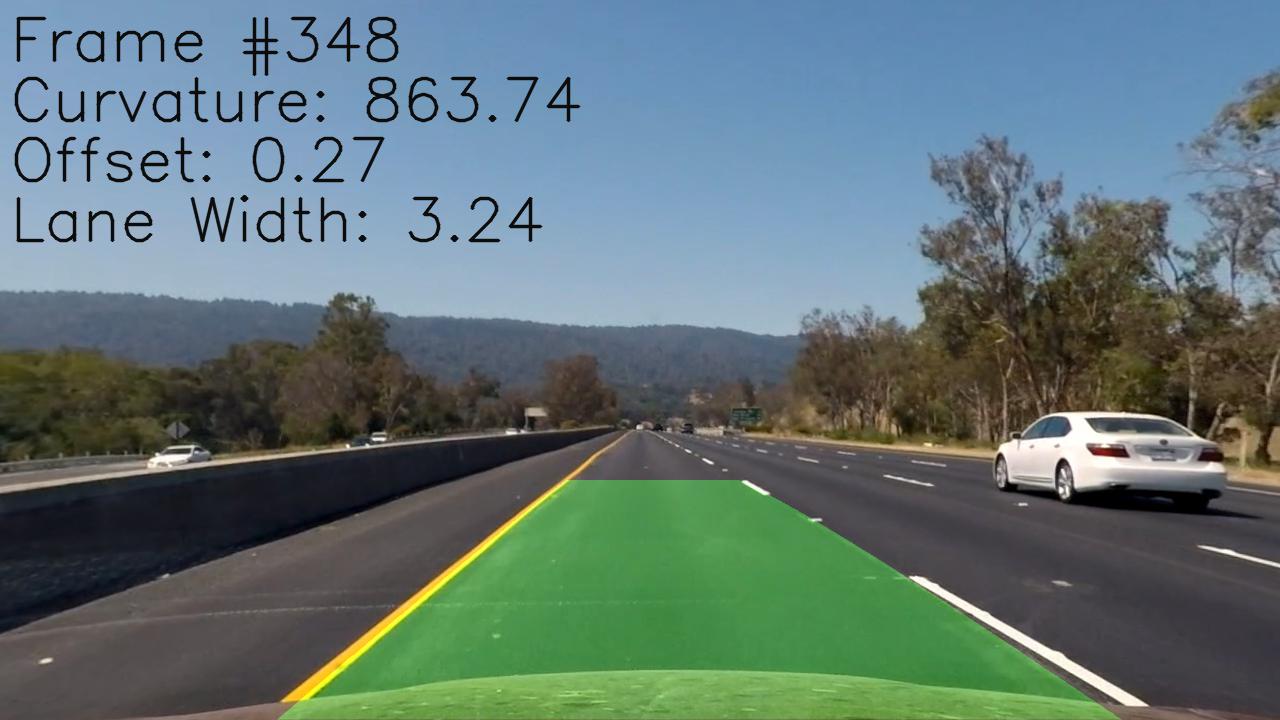 Frame #348
Curvature: 863.74
Offset: 0.27
Lane Width: 3.24